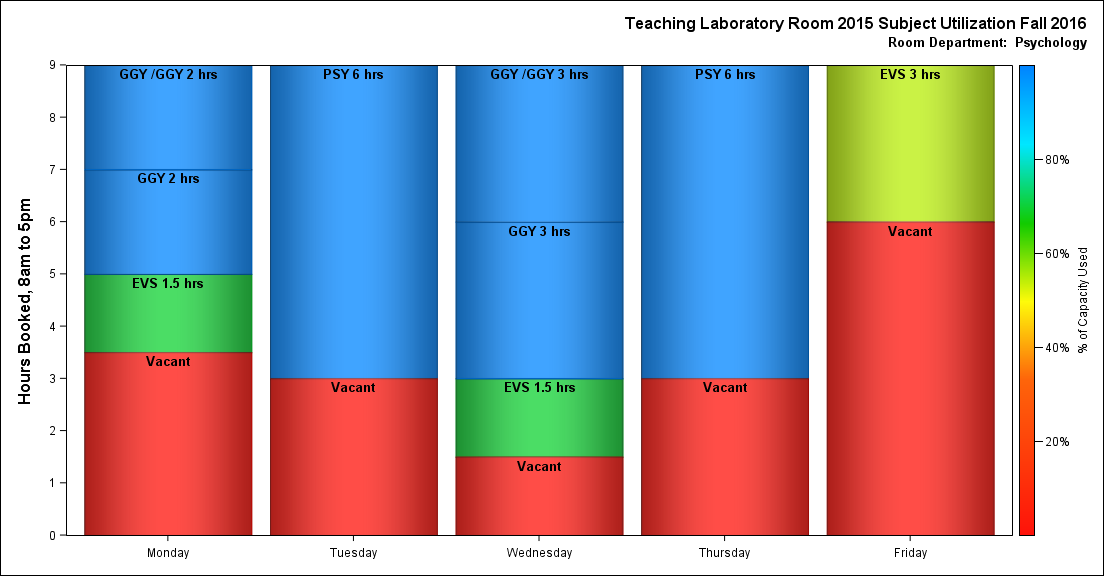 Teaching Laboratory Room 2015 Subject Utilization Fall 2016
Room Department:  Psychology
Hours Booked, 8am to 5pm
9
8
7
6
5
4
3
2
1
0
GGY /GGY 2 hrs
GGY 2 hrs
EVS 1.5 hrs
Vacant
PSY 6 hrs
Vacant
GGY /GGY 3 hrs
GGY 3 hrs
EVS 1.5 hrs
Vacant
PSY 6 hrs
Vacant
EVS 3 hrs
Vacant
Monday
Tuesday
Wednesday
Thursday
Friday
80%
60%
40%
20%
% of Capacity Used